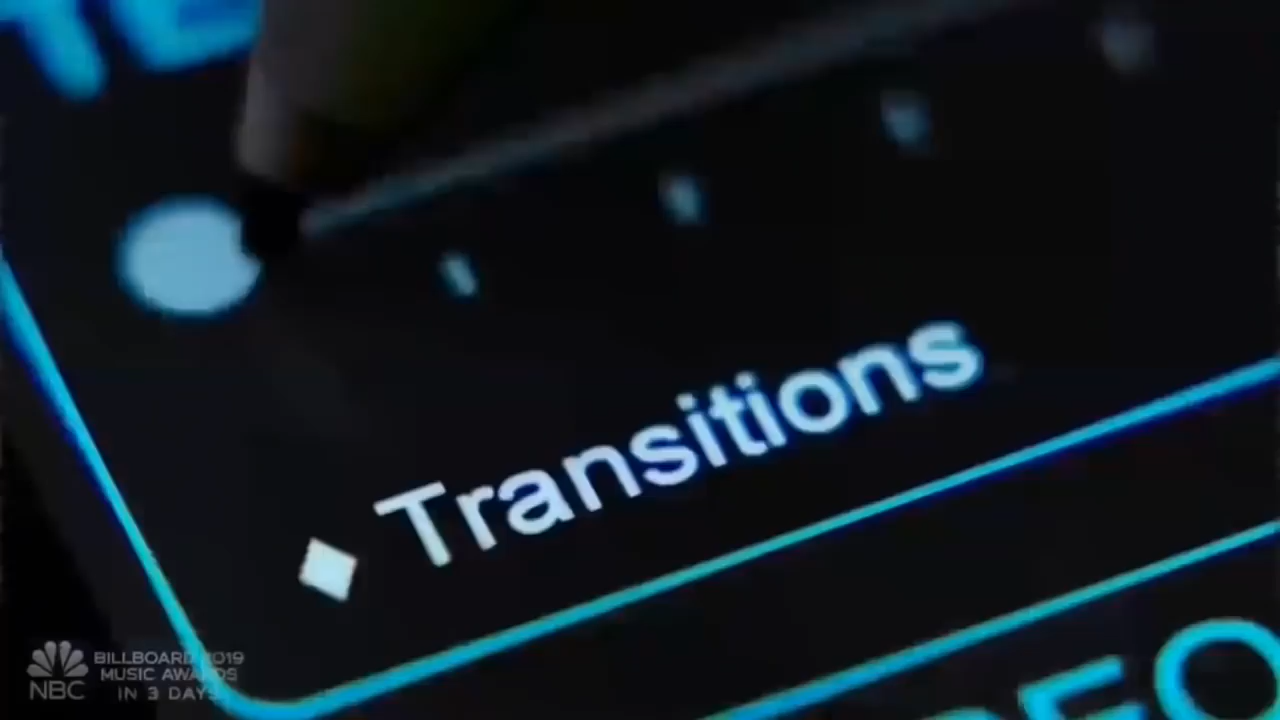 Transitions
NBC
BILLBOARD 2019
MUSIC AWARDS
IN 3 DAYS